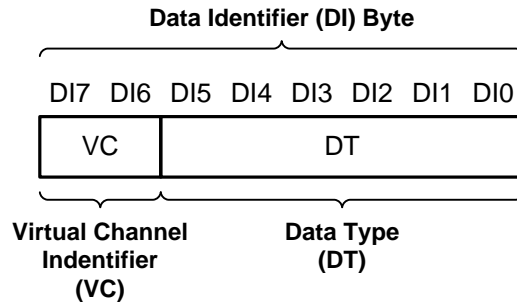 Data Identifier (DI) Byte
DI7 DI6 DI5 DI4 DI3 DI2 DI1 DI0
VC DT
Virtual Channel
Indentifier
(VC)
Data Type
(DT)